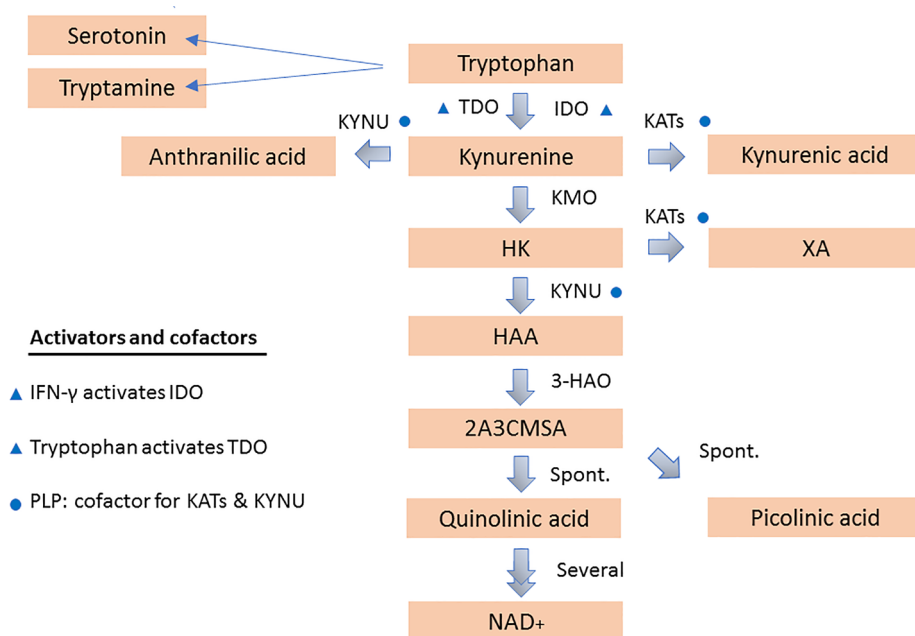 Serotonin
Tryptamine
Tryptophan
TDO
IDO
KYNU
KATs
Anthranilic acid
Kynurenine
Kynurenic acid
KMO
KATs
HK
XA
KYNU
Activators and cofactors
HAA
3-HAO
IFN-γ activates IDO
2A3CMSA
Tryptophan activates TDO
Spont.
Spont.
PLP: cofactor for KATs & KYNU
Quinolinic acid
Picolinic acid
Several
NAD+